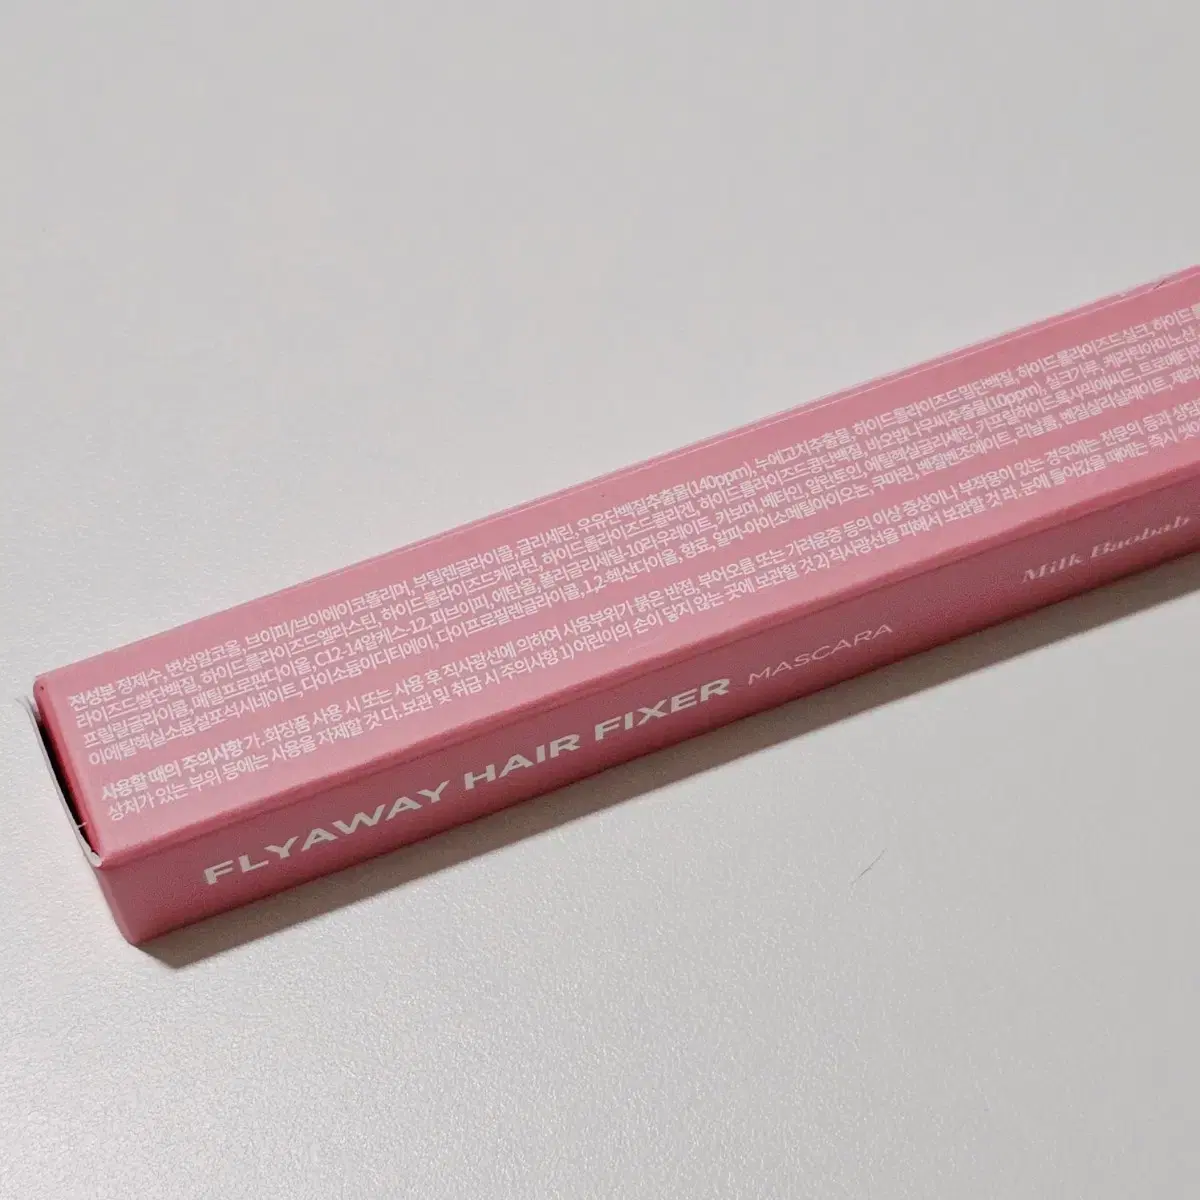 전성분 정제수, 변성알코올, 브이피/브이에이코폴리머, 부틸렌글라이콜, 글리세린, 우유단백질추출물(140ppm), 누에고치추출물, 하이드롤라이즈드밀단백질, 하이드롤라이즈드실크, 하이드롤
라이즈드쌀단백질, 하이드롤라이즈드엘라스틴, 하이드롤라이즈드케라틴, 하이드롤라이즈드콜라겐, 하이드롤라이즈드콩단백질, 바오밥나무씨추출물(10ppm), 실크가루, 케라틴아미노산,
프릴릴글라이콜, 메틸프로판다이올, C12-14알케스-12, 피브이피, 에탄올, 폴리글리세릴-10라우레이트, 카보머, 베타인, 알란토인, 에틸헥실글리세린, 카프릴하이드록사믹애씨드, 트로메타민,
이에틸헥실소듐설포석시네이트, 다이소듐이디티에이, 다이프로필렌글라이콜, 1,2-헥산다이올, 향료, 알파-아이소메틸아이오논, 쿠마린, 벤질벤조에이트, 리날롤, 벤질살리실레이트,
사용할 때의 주의사항 가. 화장품 사용 시 또는 사용 후 직사광선에 의하여 사용부위가 붉은 반점, 부어오름 또는 가려움증 등의 이상 증상이나 부작용이 있는 경우에는 전문의 등과 상담
상처가 있는 부위 등에는 사용을 자제할 것 다. 보관 및 취급 시 주의사항 1) 어린이의 손이 닿지 않는 곳에 보관할 것 2) 직사광선을 피해서 보관할 것 라. 눈에 들어갔을 때에는 즉시
FLYAWAY HAIR FIXER MASCARA
Milk Baobab